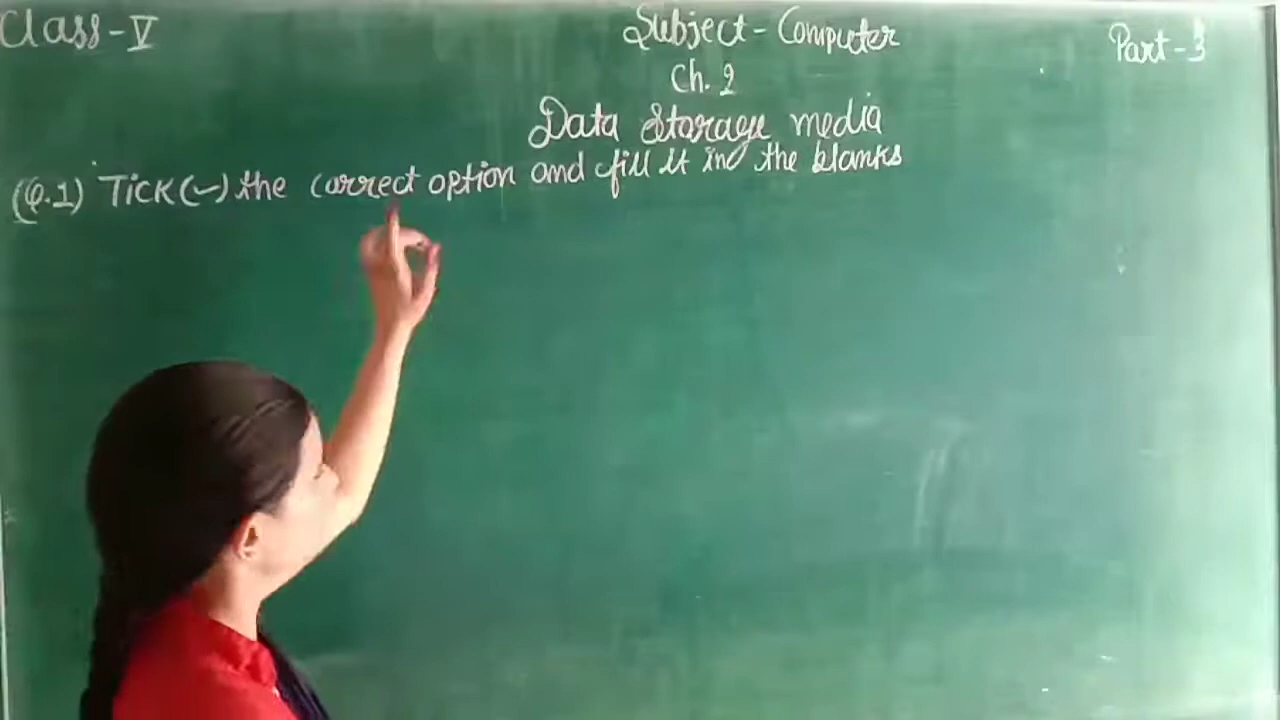 Class-V
Subject - Computer
Part-3
Ch. 2
Data Storage media
(Q.1) Tick(✓) the correct option and fill it in the blanks